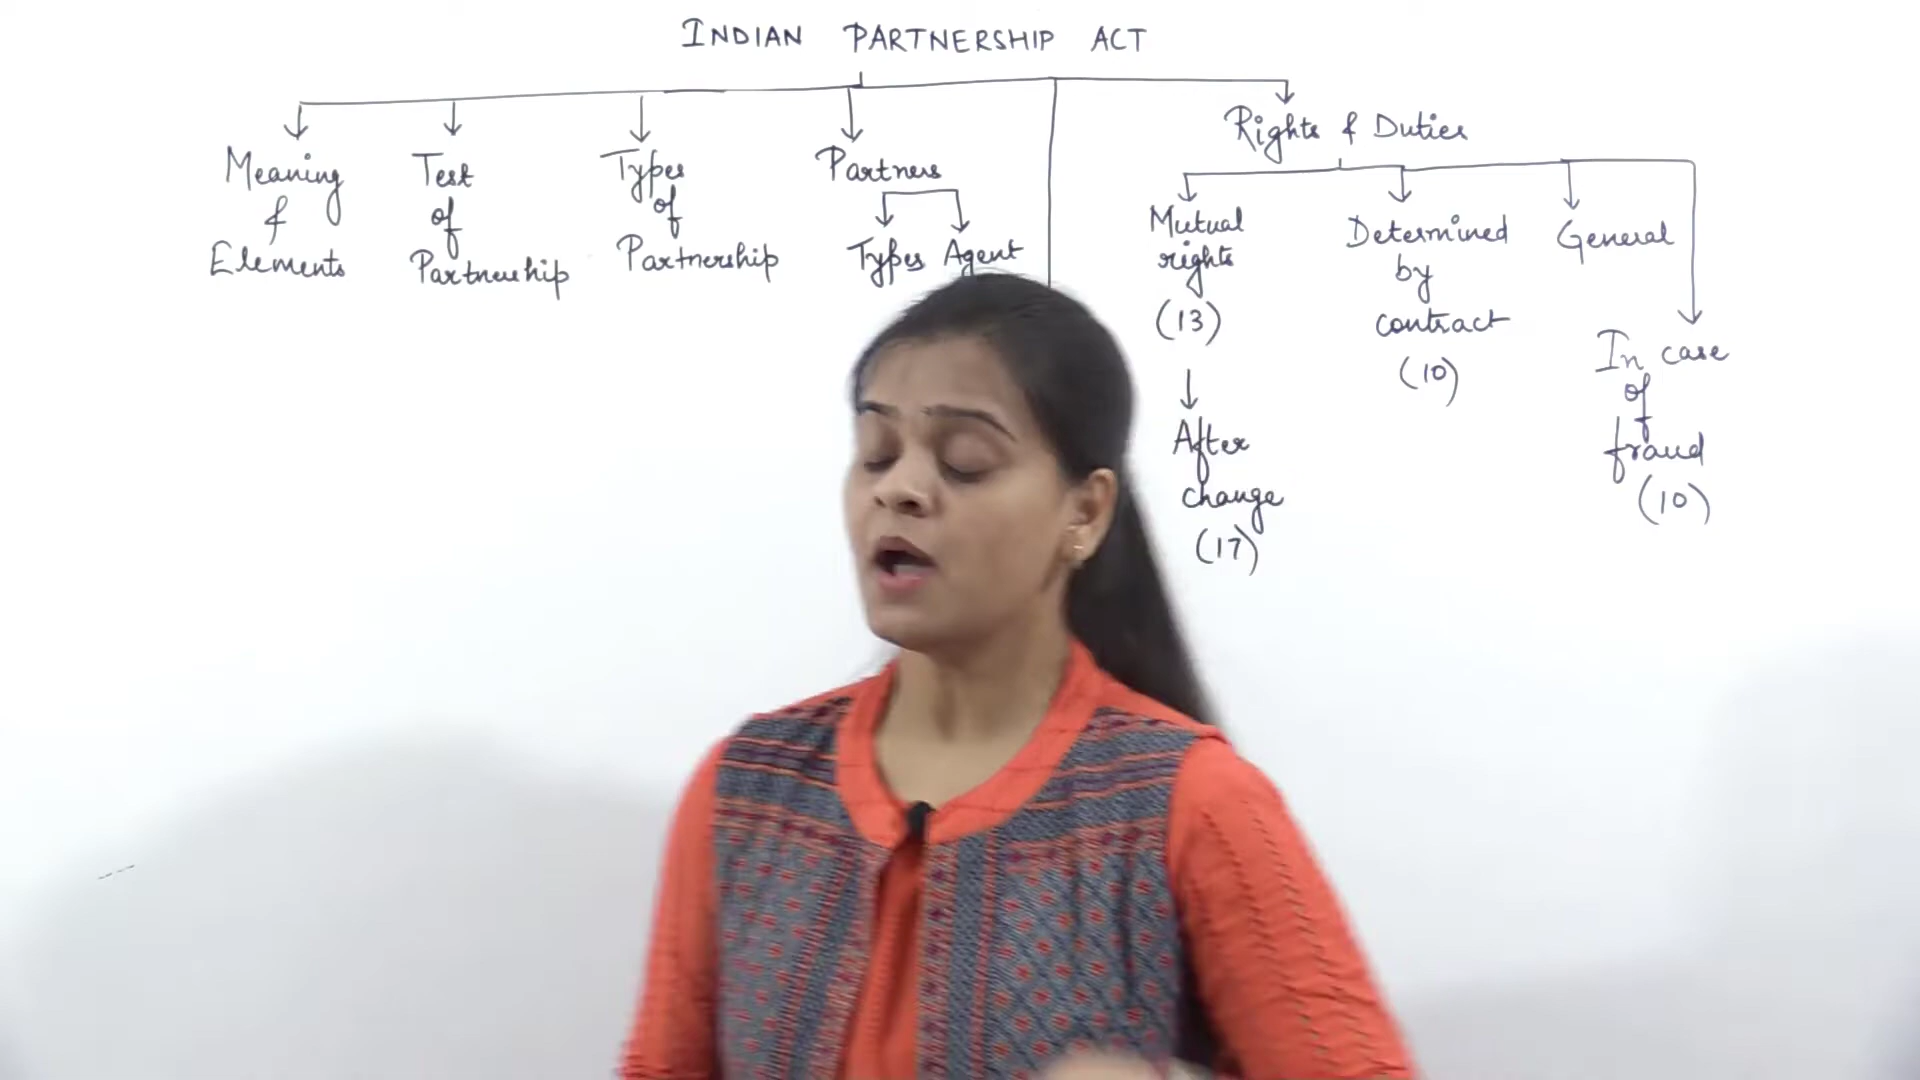 INDIAN PARTNERSHIP ACT
Meaning
&
Elements
Test
of
Partnership
Types
of
Partnership
Partners
Types Agent
Rights & Duties
Mutual
rights
(13)
After
change
(17)
Determined
by
contract
(10)
General
In case
of
fraud
(10)